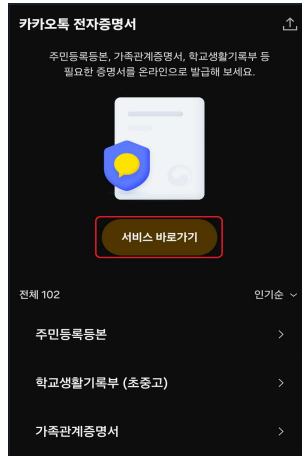 카카오톡 전자증명서
주민등록등본, 가족관계증명서, 학교생활기록부 등
필요한 증명서를 온라인으로 발급해 보세요.
서비스 바로가기
전체 102
인기순
주민등록등본
학교생활기록부 (초중고)
가족관계증명서